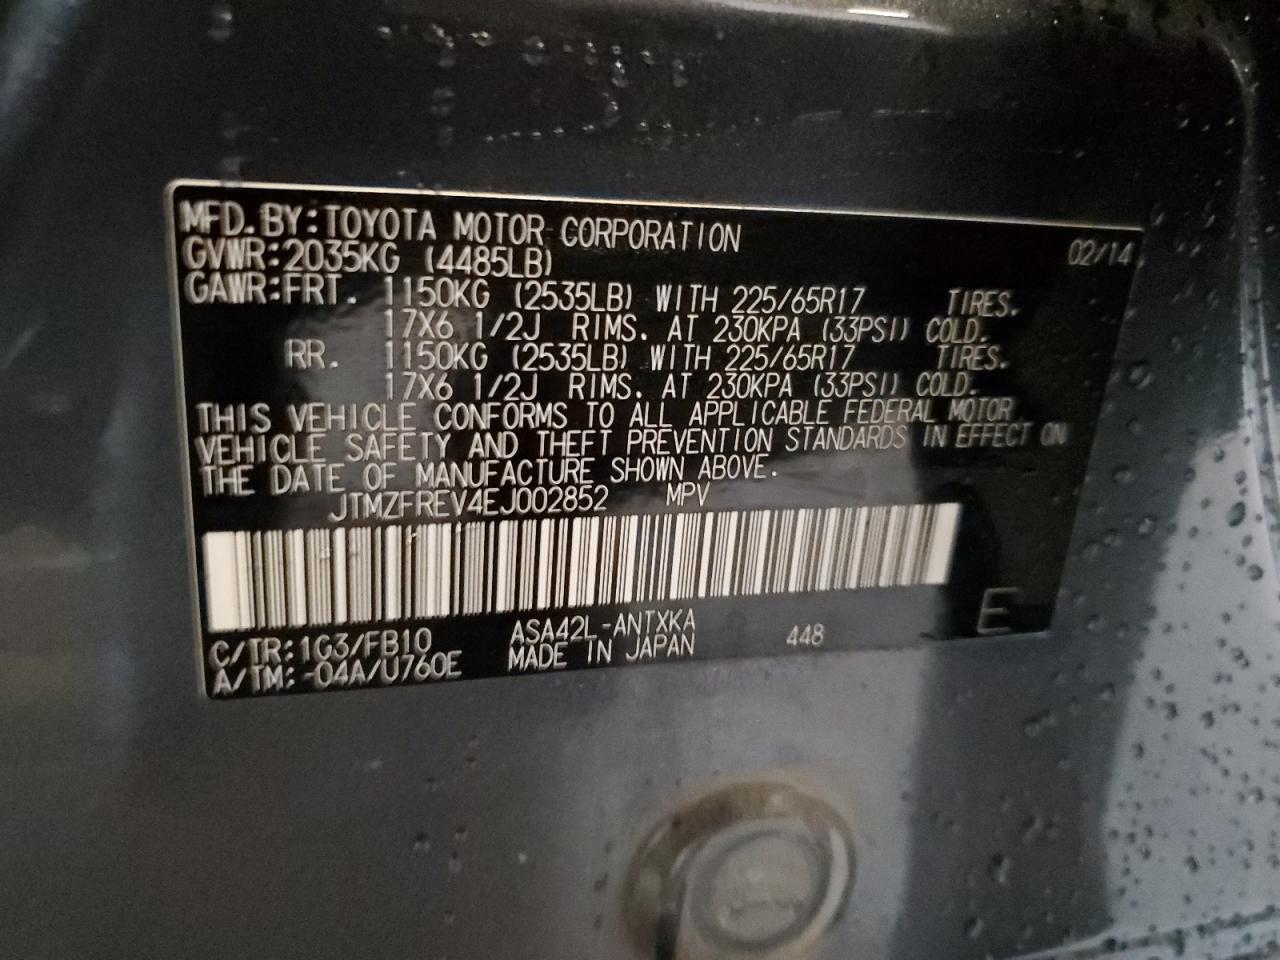 MFD. BY: TOYOTA MOTOR CORPORATION 02/14
GVWR: 2035KG (4485LB)
GAWR: FRT. 1150KG (2535LB) WITH 225/65R17 TIRES.
17X6 1/2J RIMS. AT 230KPA (33PSI) COLD.
RR. 1150KG (2535LB) WITH 225/65R17 TIRES.
17X6 1/2J RIMS. AT 230KPA (33PSI) COLD.
THIS VEHICLE CONFORMS TO ALL APPLICABLE FEDERAL MOTOR
VEHICLE SAFETY AND THEFT PREVENTION STANDARDS IN EFFECT ON
THE DATE OF MANUFACTURE SHOWN ABOVE.
JTMZFREV4EJ002852 MPV
C/TR: 1G3/FB10 ASA42L-ANTXKA 448 E
A/TM: -04A/U760E MADE IN JAPAN